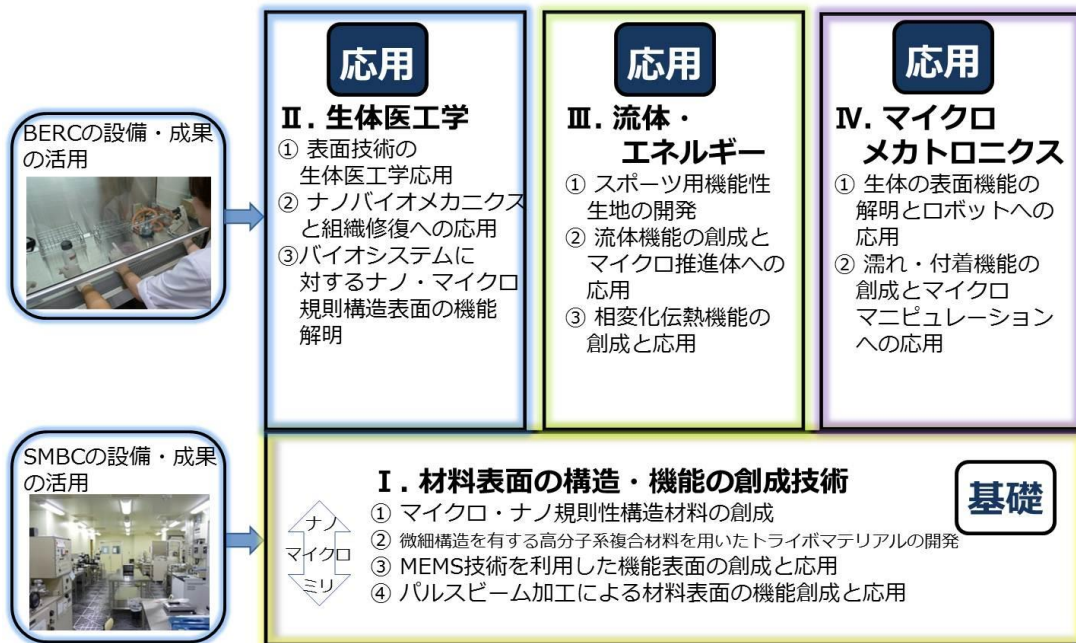 BERCの設備・成果
の活用
応用
Ⅱ. 生体医工学
① 表面技術の
生体医工学応用
② ナノバイオメカニクス
と組織修復への応用
③バイオシステムに
対するナノ・マイクロ
規則構造表面の機能
解明
応用
Ⅲ. 流体・
エネルギー
① スポーツ用機能性
生地の開発
② 流体機能の創成と
マイクロ推進体への
応用
③ 相変化伝熱機能の
創成と応用
応用
Ⅳ. マイクロ
メカトロニクス
① 生体の表面機能の
解明とロボットへの
応用
② 濡れ・付着機能の
創成とマイクロ
マニピュレーション
への応用
SMBCの設備・成果
の活用
Ⅰ. 材料表面の構造・機能の創成技術
基礎
ナノ
マイクロ
ミリ
① マイクロ・ナノ規則性構造材料の創成
② 微細構造を有する高分子系複合材料を用いたトライボマテリアルの開発
③ MEMS技術を利用した機能表面の創成と応用
④ パルスビーム加工による材料表面の機能創成と応用